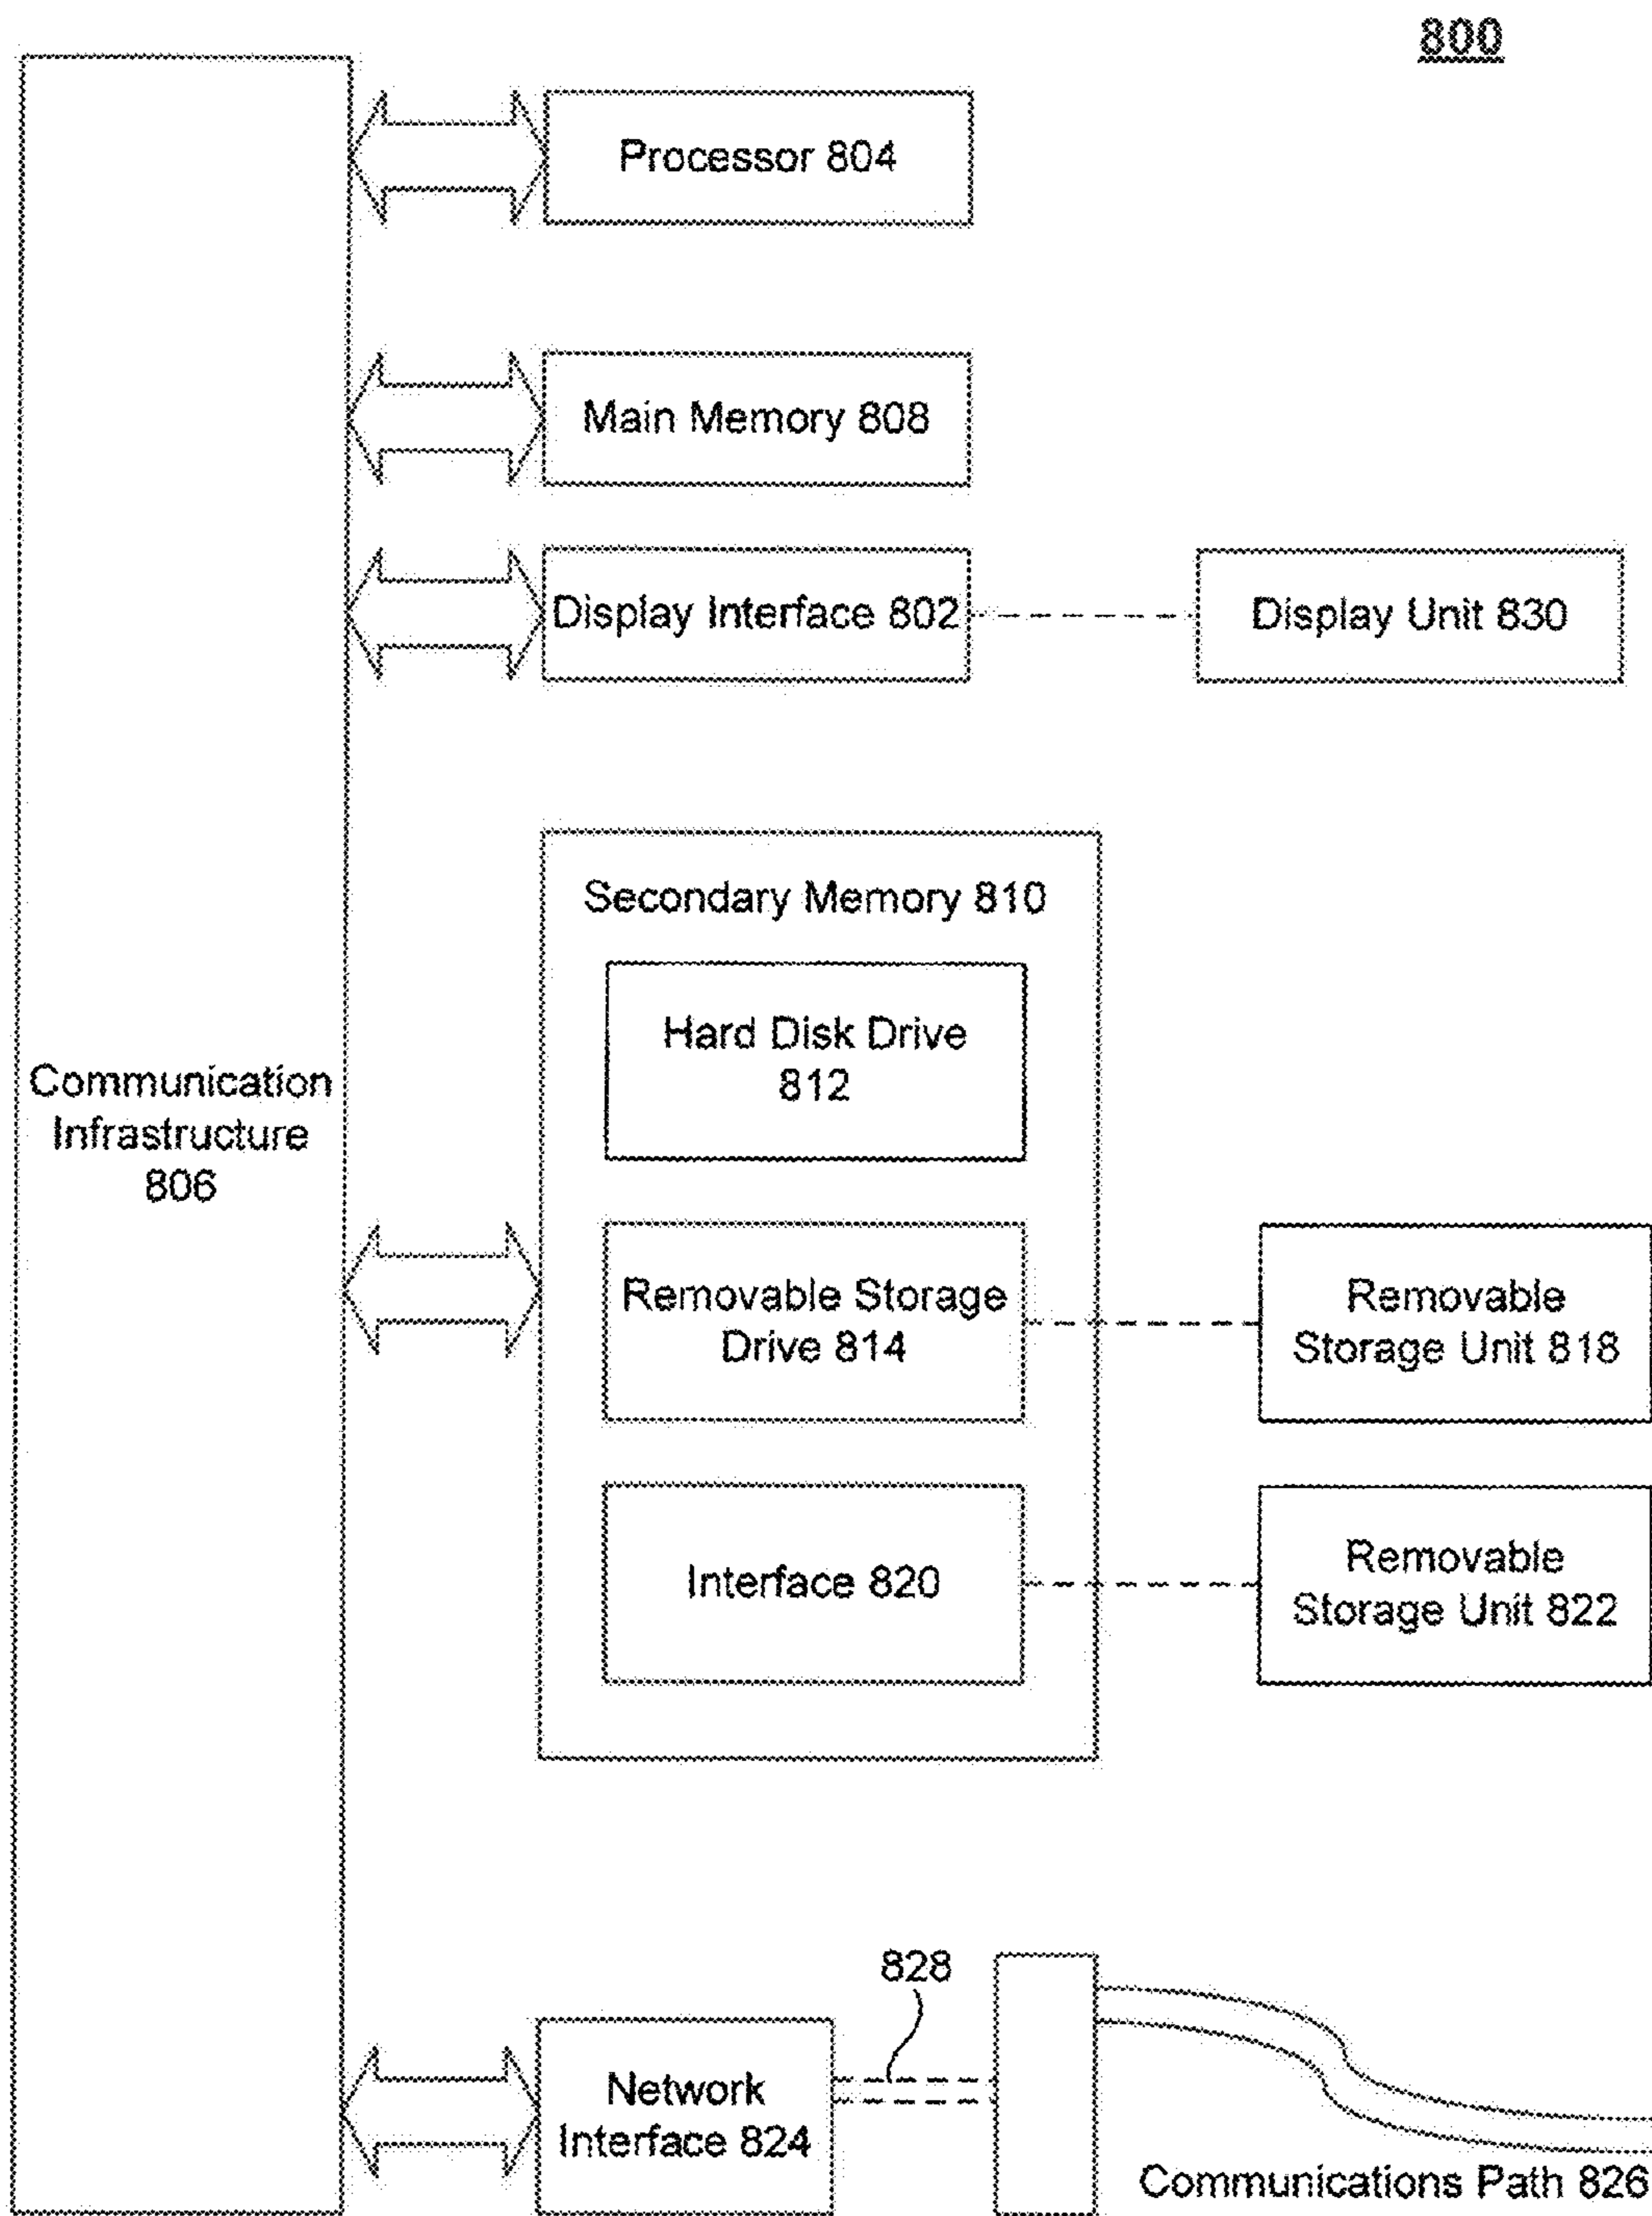 800
Processor 804
Main Memory 808
Display Interface 802
Display Unit 830
Secondary Memory 810
Hard Disk Drive
812
Communication
Infrastructure
806
Removable Storage
Drive 814
Removable
Storage Unit 818
Interface 820
Removable
Storage Unit 822
828
Network
Interface 824
Communications Path 826